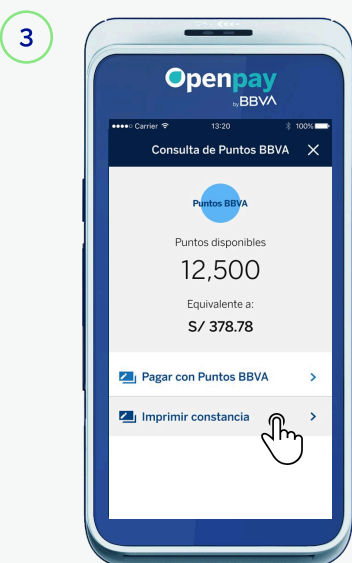 3
Openpay
by BBVA
Carrier 13:20 100%
Consulta de Puntos BBVA X
Puntos BBVA
Puntos disponibles
12,500
Equivalente a:
S/ 378.78
Pagar con Puntos BBVA >
Imprimir constancia >